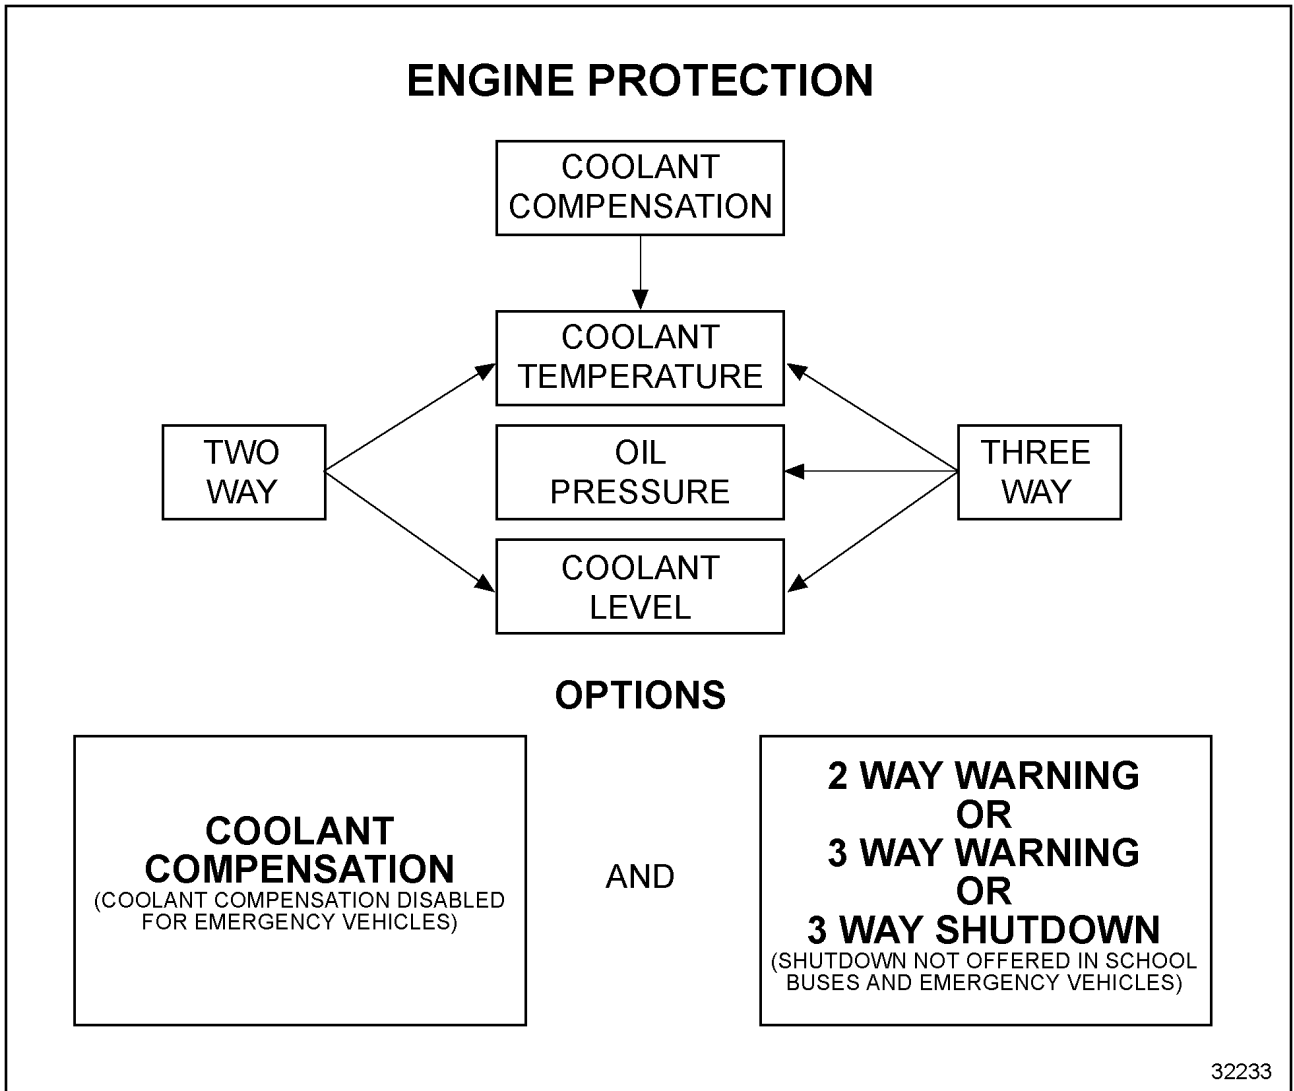 ENGINE PROTECTION
COOLANT
COMPENSATION
COOLANT
TEMPERATURE
TWO
WAY
OIL
PRESSURE
THREE
WAY
COOLANT
LEVEL
OPTIONS
COOLANT
COMPENSATION
(COOLANT COMPENSATION DISABLED
FOR EMERGENCY VEHICLES)
AND
2 WAY WARNING
OR
3 WAY WARNING
OR
3 WAY SHUTDOWN
(SHUTDOWN NOT OFFERED IN SCHOOL
BUSES AND EMERGENCY VEHICLES)
32233